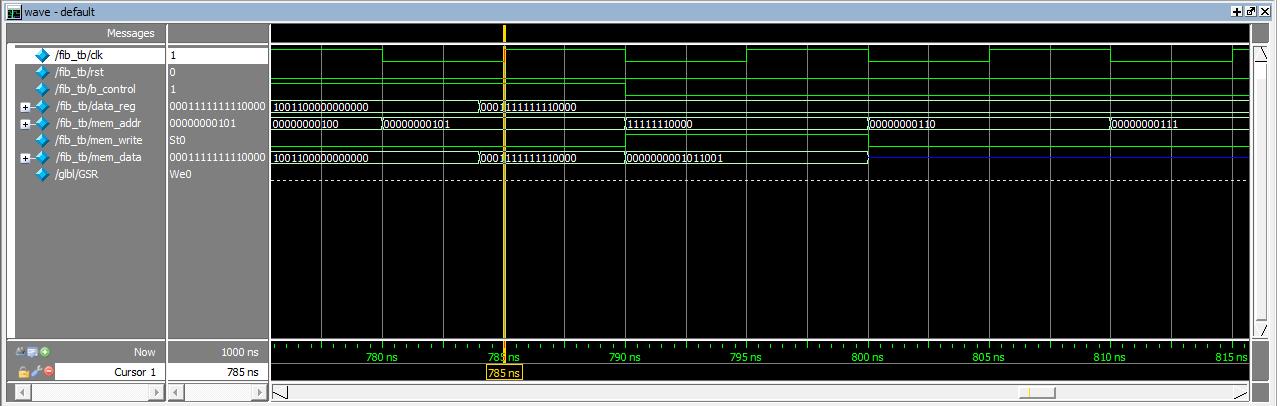 wave - default
Messages
/fib_tb/clk 1
/fib_tb/rst 0
/fib_tb/b_control 1
/fib_tb/data_reg 0001111111110000 1001100000000000 0001111111110000
/fib_tb/mem_addr 00000000101 00000000100 00000000101 11111110000 00000000110 00000000111
/fib_tb/mem_write St0
/fib_tb/mem_data 0001111111110000 1001100000000000 0001111111110000 0000000001011001
/glbl/GSR We0
Now 1000 ns 780 ns 785 ns 790 ns 795 ns 800 ns 805 ns 810 ns 815 ns
Cursor 1 785 ns 785 ns